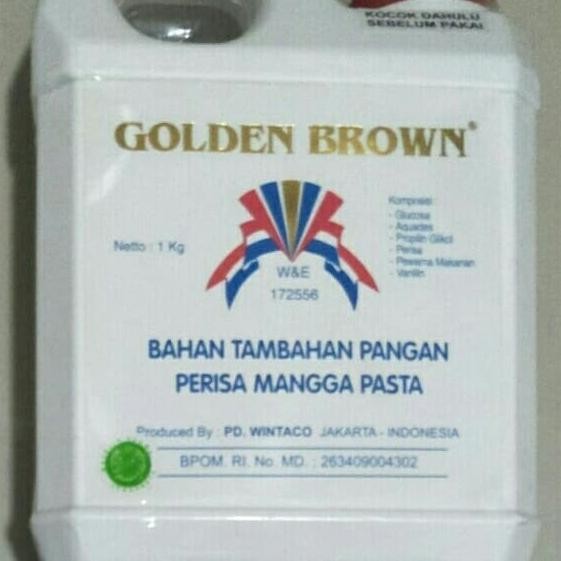 KOCOK DAHULU
SEBELUM PAKAI
GOLDEN BROWN®
Komposisi :
- Glucosa
- Aquades
- Propilin Glikol
- Perisa
- Pewarna Makanan
- Vanilin
Netto : 1 Kg
W&E
172556
BAHAN TAMBAHAN PANGAN
PERISA MANGGA PASTA
Produced By : PD. WINTACO JAKARTA - INDONESIA
BPOM. RI. No. MD. : 263409004302